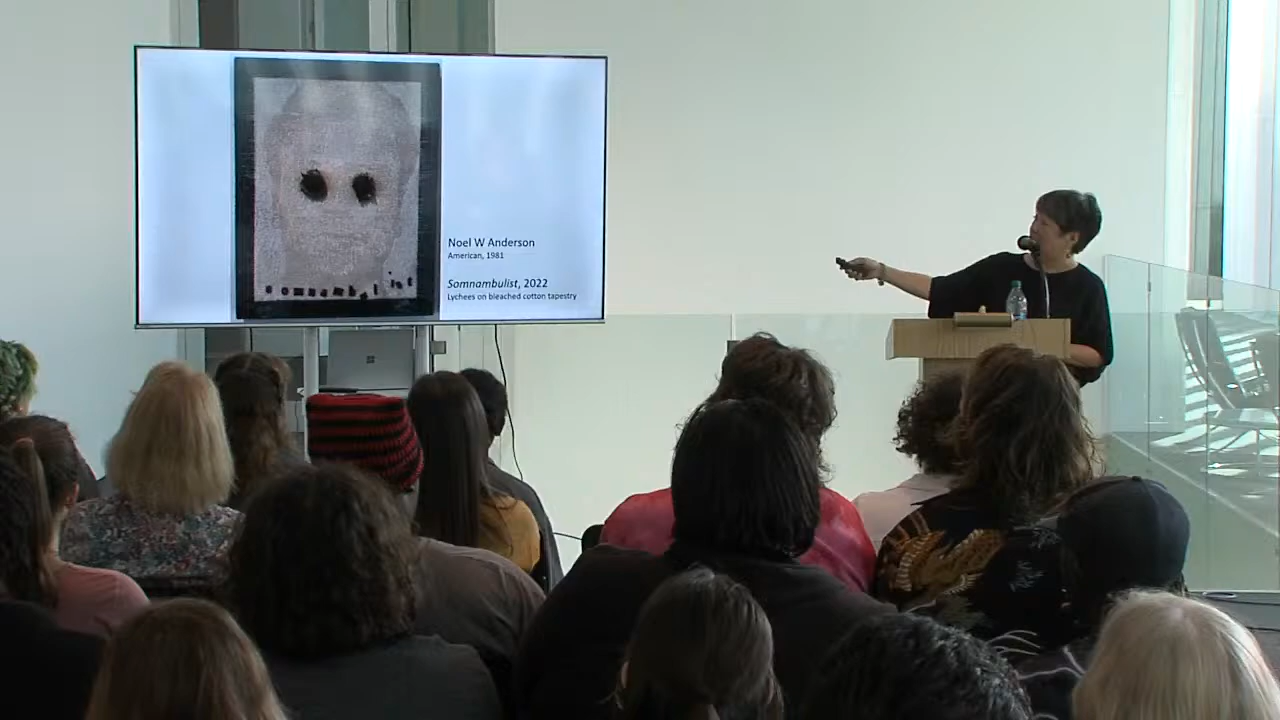 Noel W Anderson
American, 1981
Somnambulist, 2022
Lychees on bleached cotton tapestry